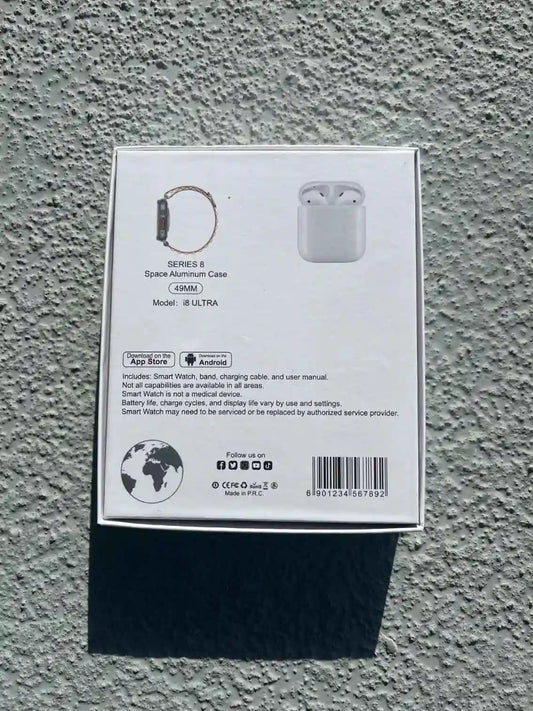 SERIES 8
Space Aluminum Case
49MM
Model: i8 ULTRA
Download on the
App Store
Download on the
Android
Includes: Smart Watch, band, charging cable, and user manual.
Not all capabilities are available in all areas.
Smart Watch is not a medical device.
Battery life, charge cycles, and display life vary by use and settings.
Smart Watch may need to be serviced or be replaced by authorized service provider.
Follow us on
CE FC RoHS
Made in P.R.C.
6 901234 567892